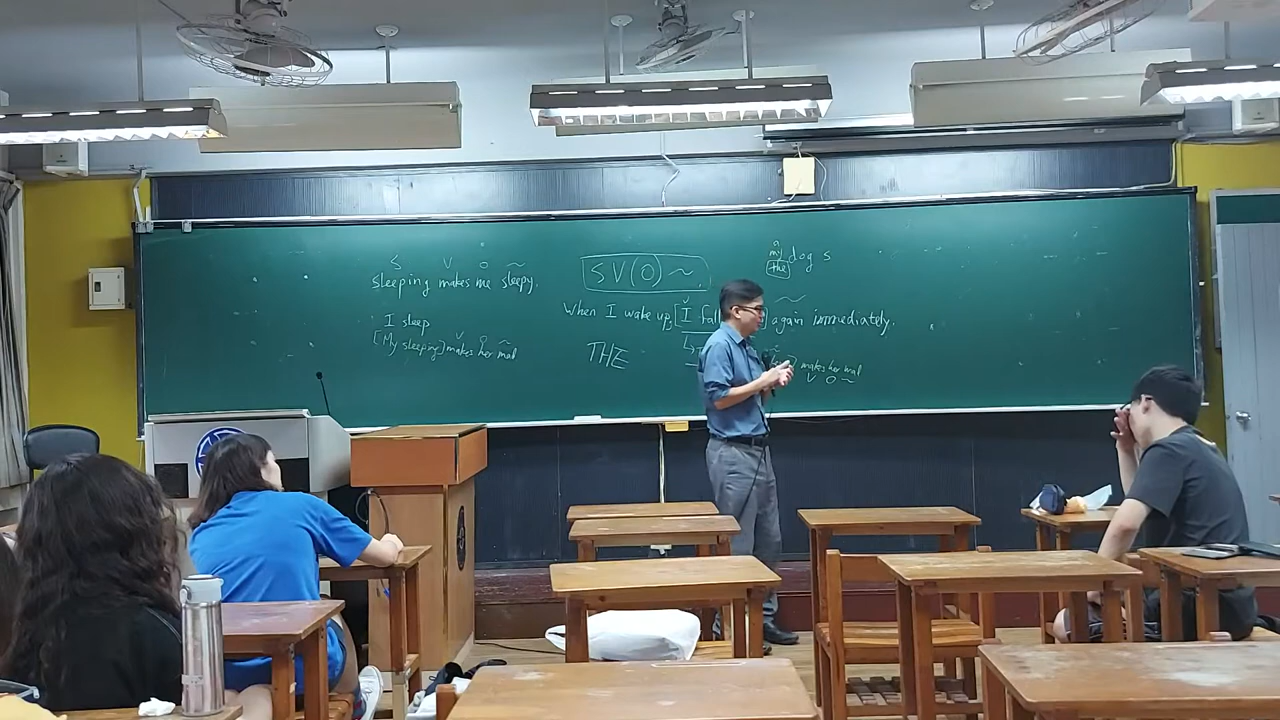 S V O ~
sleeping makes me sleepy.
I sleep
[My sleeping] makes her mad
V O ~
SV(O)~
When I wake up, [I fall] again immediately.
THE
a
my dog s
the
makes her mad
V O ~